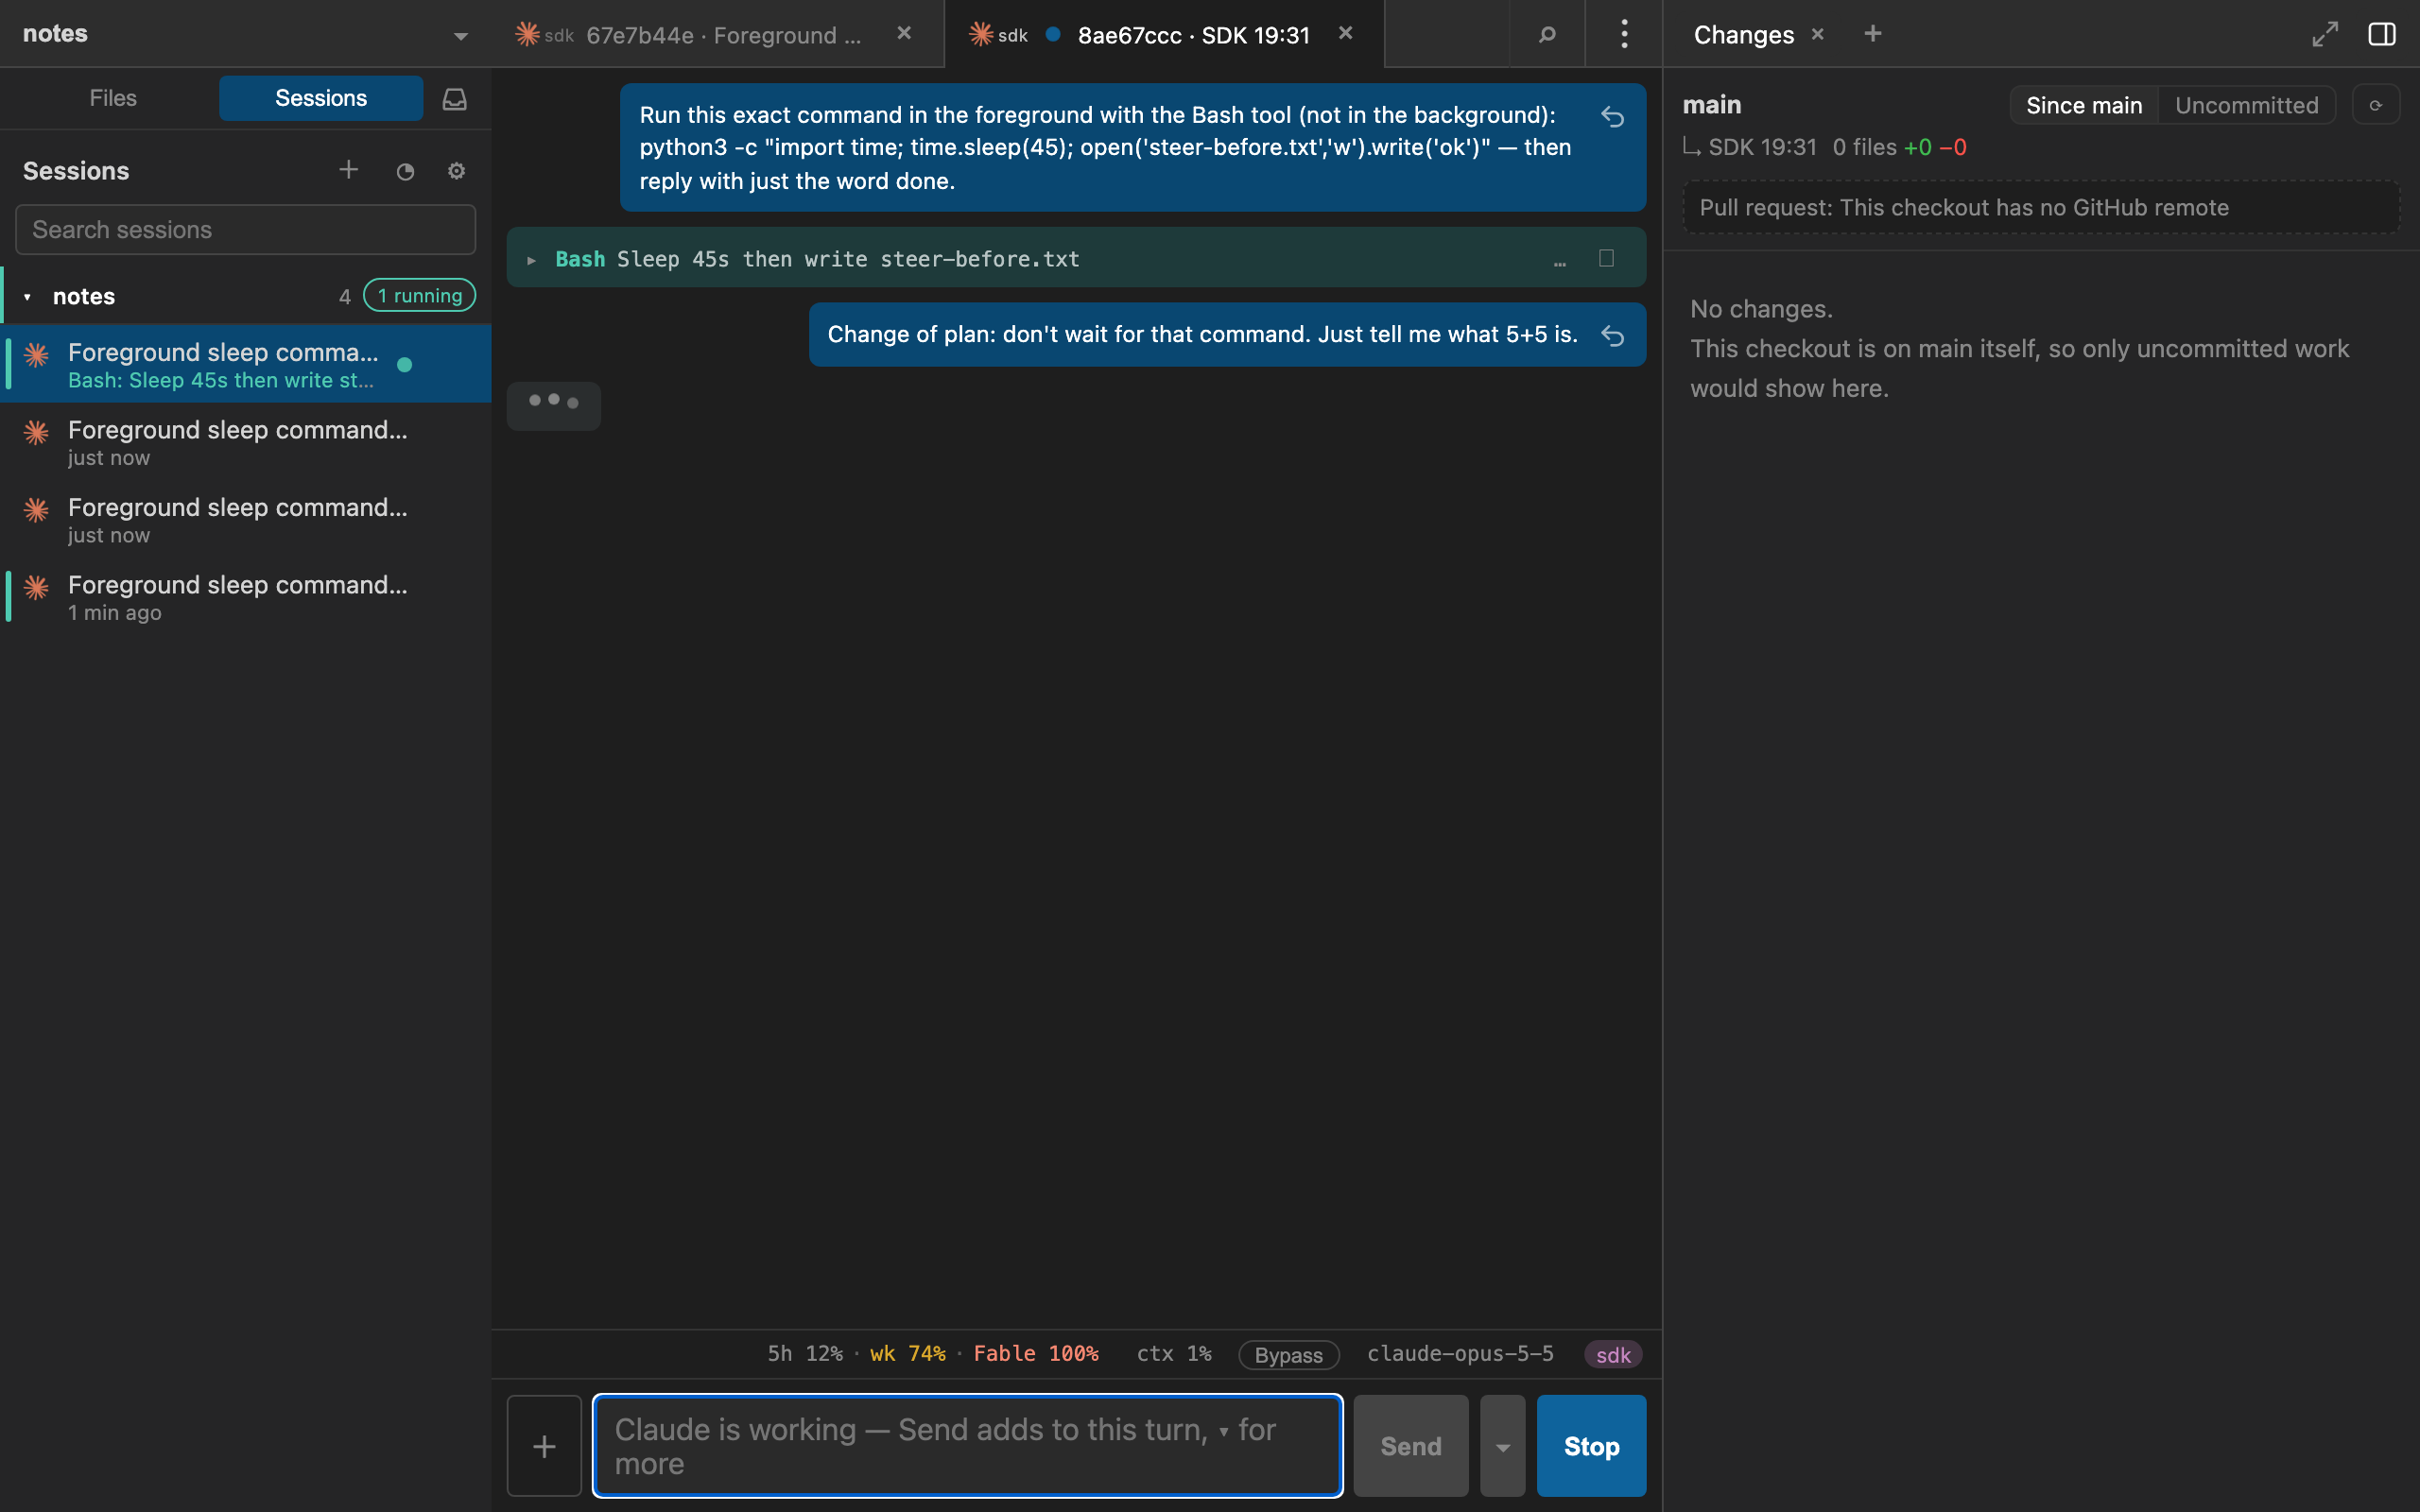 notes
Files
Sessions
Sessions
Search sessions
notes 4 1 running
Foreground sleep comma...
Bash: Sleep 45s then write st...
Foreground sleep command...
just now
Foreground sleep command...
just now
Foreground sleep command...
1 min ago
sdk 67e7b44e · Foreground ...
sdk 8ae67ccc · SDK 19:31
Run this exact command in the foreground with the Bash tool (not in the background):
python3 -c "import time; time.sleep(45); open('steer-before.txt','w').write('ok')" — then
reply with just the word done.
Bash Sleep 45s then write steer-before.txt …
Change of plan: don't wait for that command. Just tell me what 5+5 is.
5h 12% · wk 74% · Fable 100% ctx 1% Bypass claude-opus-5-5 sdk
Claude is working — Send adds to this turn, ▾ for
more
Send
Stop
Changes
main
Since main Uncommitted
SDK 19:31 0 files +0 −0
Pull request: This checkout has no GitHub remote
No changes.
This checkout is on main itself, so only uncommitted work
would show here.